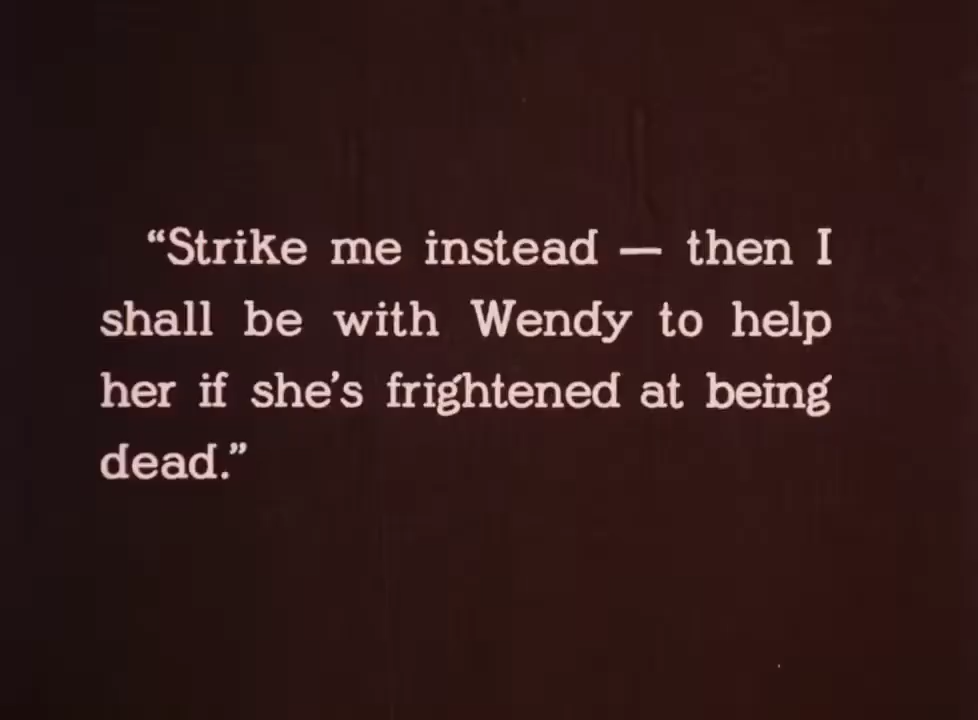 “Strike me instead — then I
shall be with Wendy to help
her if she’s frightened at being
dead.”